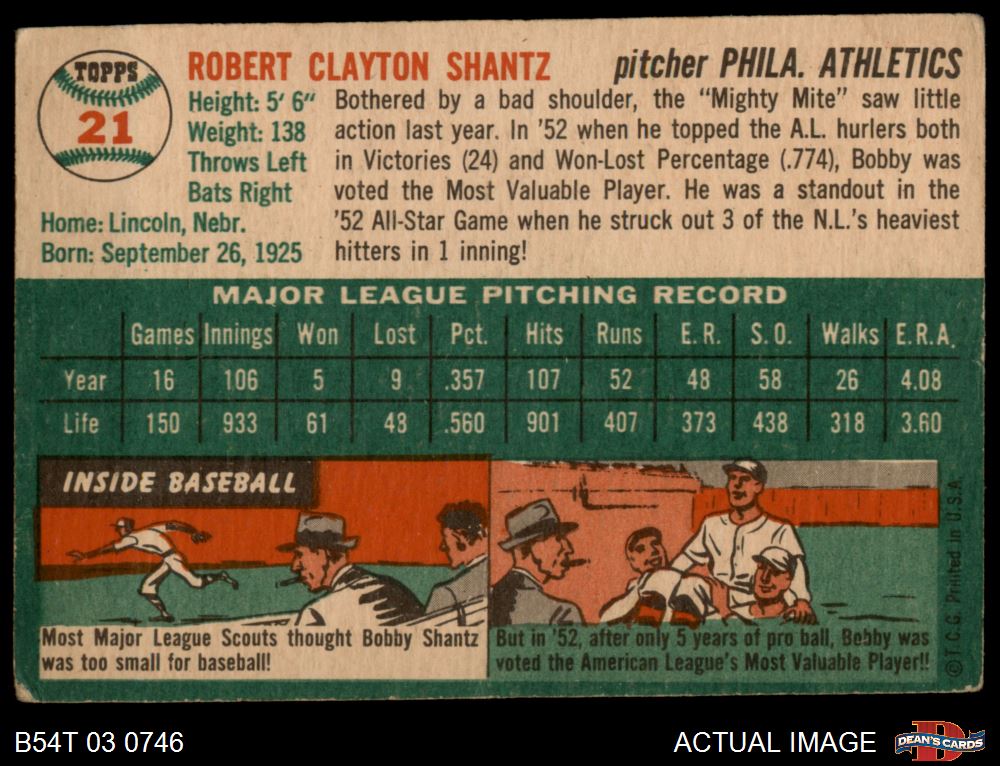 TOPPS
21
ROBERT CLAYTON SHANTZ
pitcher PHILA. ATHLETICS
Height: 5' 6"
Weight: 138
Throws Left
Bats Right
Home: Lincoln, Nebr.
Born: September 26, 1925
Bothered by a bad shoulder, the "Mighty Mite" saw little
action last year. In '52 when he topped the A.L. hurlers both
in Victories (24) and Won-Lost Percentage (.774), Bobby was
voted the Most Valuable Player. He was a standout in the
'52 All-Star Game when he struck out 3 of the N.L.'s heaviest
hitters in 1 inning!
MAJOR LEAGUE PITCHING RECORD
Games Innings Won Lost Pct. Hits Runs E.R. S.O. Walks E.R.A.
Year 16 106 5 9 .357 107 52 48 58 26 4.08
Life 150 933 61 48 .560 901 407 373 438 318 3.60
INSIDE BASEBALL
Most Major League Scouts thought Bobby Shantz
was too small for baseball!
But in '52, after only 5 years of pro ball, Bobby was
voted the American League's Most Valuable Player!!
© T.C.G. Printed in U.S.A.
B54T 03 0746
ACTUAL IMAGE
DEAN'S CARDS